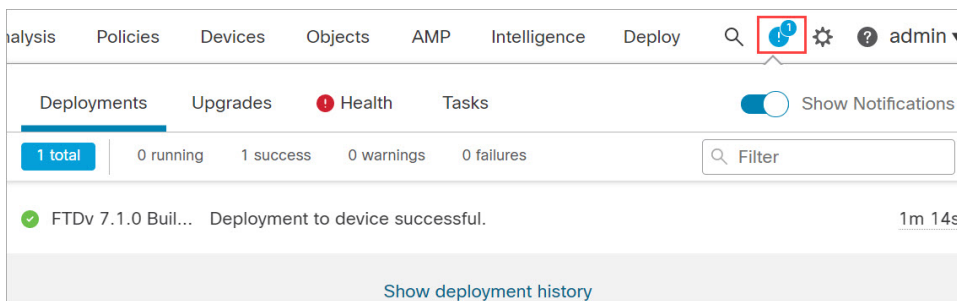 nalysis Policies Devices Objects AMP Intelligence Deploy 1 admin
Deployments Upgrades Health Tasks Show Notifications
1 total 0 running 1 success 0 warnings 0 failures Filter
FTDv 7.1.0 Buil... Deployment to device successful. 1m 14s
Show deployment history